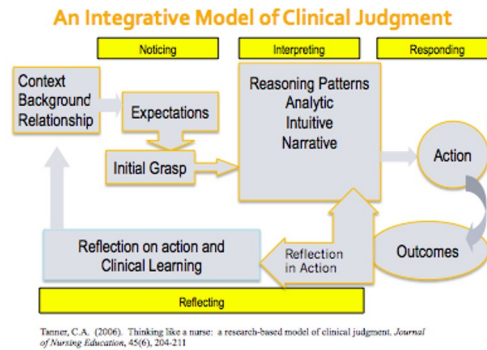 An Integrative Model of Clinical Judgment
Noticing
Interpreting
Responding
Context
Background
Relationship
Expectations
Initial Grasp
Reasoning Patterns
Analytic
Intuitive
Narrative
Action
Outcomes
Reflection
in Action
Reflection on action and
Clinical Learning
Reflecting
Tanner, C.A. (2006). Thinking like a nurse: a research-based model of clinical judgment. Journal
of Nursing Education, 45(6), 204-211